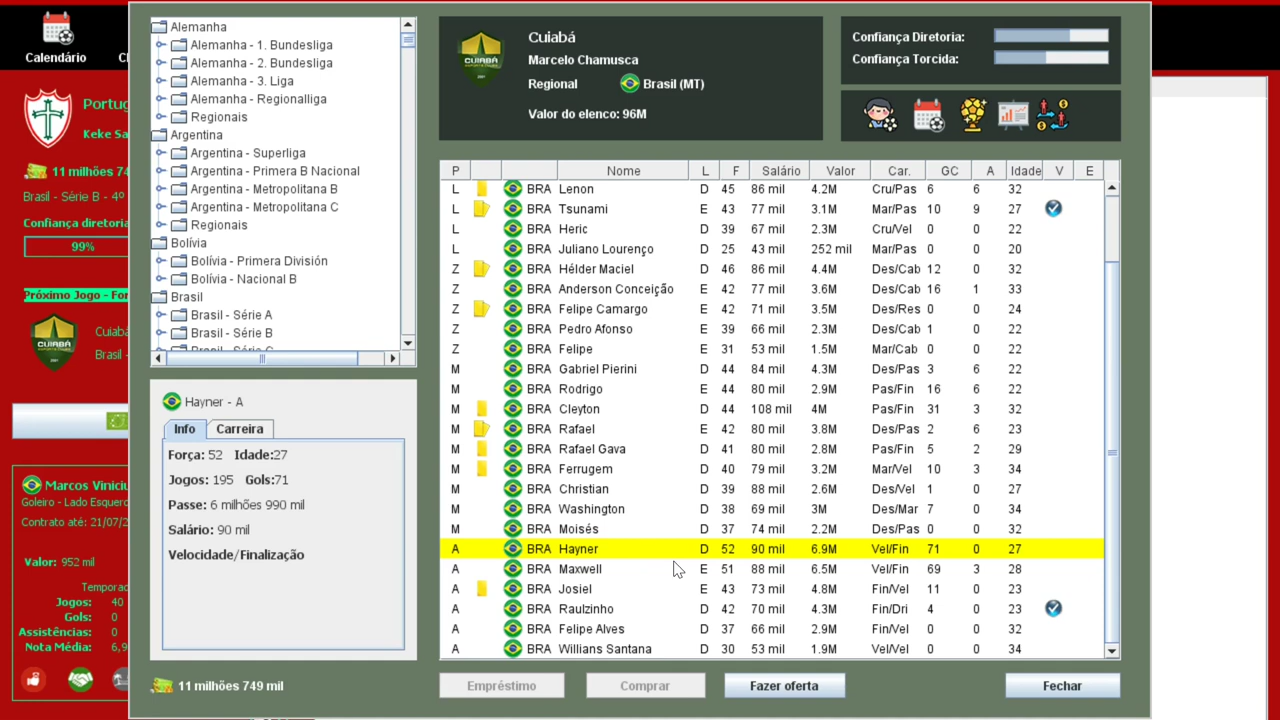 Calendário
Portug
Keke Sa
11 milhões 74
Brasil - Série B - 4º
Confiança diretoria
99%
Próximo Jogo - For
CUIABÁ
Cuiabá
Brasil -
Marcos Viniciu
Goleiro - Lado Esquero
Contrato até: 21/07/2
Valor: 952 mil
Temporac
Jogos: 40
Gols: 0
Assistências: 0
Nota Média: 6,9
Alemanha
Alemanha - 1. Bundesliga
Alemanha - 2. Bundesliga
Alemanha - 3. Liga
Alemanha - Regionalliga
Regionais
Argentina
Argentina - Superliga
Argentina - Primera B Nacional
Argentina - Metropolitana B
Argentina - Metropolitana C
Regionais
Bolívia
Bolívia - Primera División
Bolívia - Nacional B
Brasil
Brasil - Série A
Brasil - Série B
Brasil - Série C
Hayner - A
Info Carreira
Força: 52 Idade:27
Jogos: 195 Gols:71
Passe: 6 milhões 990 mil
Salário: 90 mil
Velocidade/Finalização
11 milhões 749 mil
CUIABÁ
Cuiabá
Marcelo Chamusca
Regional Brasil (MT)
Valor do elenco: 96M
Confiança Diretoria:
Confiança Torcida:
P Nome L F Salário Valor Car. GC A Idade V E
L BRA Lenon D 45 86 mil 4.2M Cru/Pas 6 6 32
L BRA Tsunami E 43 77 mil 3.1M Mar/Pas 10 9 27
L BRA Heric D 39 67 mil 2.3M Cru/Vel 0 0 22
L BRA Juliano Lourenço D 25 43 mil 252 mil Mar/Pas 0 0 20
Z BRA Hélder Maciel D 46 86 mil 4.4M Des/Cab 12 0 32
Z BRA Anderson Conceição E 42 77 mil 3.6M Des/Cab 16 1 33
Z BRA Felipe Camargo E 42 71 mil 3.5M Des/Res 0 0 24
Z BRA Pedro Afonso E 39 66 mil 2.3M Des/Cab 1 0 22
Z BRA Felipe E 31 53 mil 1.5M Mar/Cab 0 0 22
M BRA Gabriel Pierini D 44 84 mil 4.3M Des/Pas 3 6 22
M BRA Rodrigo E 44 80 mil 2.9M Pas/Fin 16 6 22
M BRA Cleyton D 44 108 mil 4M Pas/Fin 31 3 32
M BRA Rafael E 42 80 mil 3.8M Des/Pas 2 6 23
M BRA Rafael Gava D 41 80 mil 2.8M Pas/Fin 5 2 29
M BRA Ferrugem D 40 79 mil 3.2M Mar/Vel 10 3 34
M BRA Christian D 39 88 mil 2.6M Des/Vel 1 0 27
M BRA Washington D 38 69 mil 3M Des/Mar 7 0 34
M BRA Moisés D 37 74 mil 2.2M Des/Pas 0 0 32
A BRA Hayner D 52 90 mil 6.9M Vel/Fin 71 0 27
A BRA Maxwell E 51 88 mil 6.5M Vel/Fin 69 3 28
A BRA Josiel E 43 73 mil 4.8M Fin/Vel 11 0 23
A BRA Raulzinho D 42 70 mil 4.3M Fin/Dri 4 0 23
A BRA Felipe Alves D 37 66 mil 2.9M Fin/Vel 0 0 32
A BRA Willians Santana D 30 53 mil 1.9M Vel/Vel 0 0 34
Empréstimo Comprar Fazer oferta Fechar